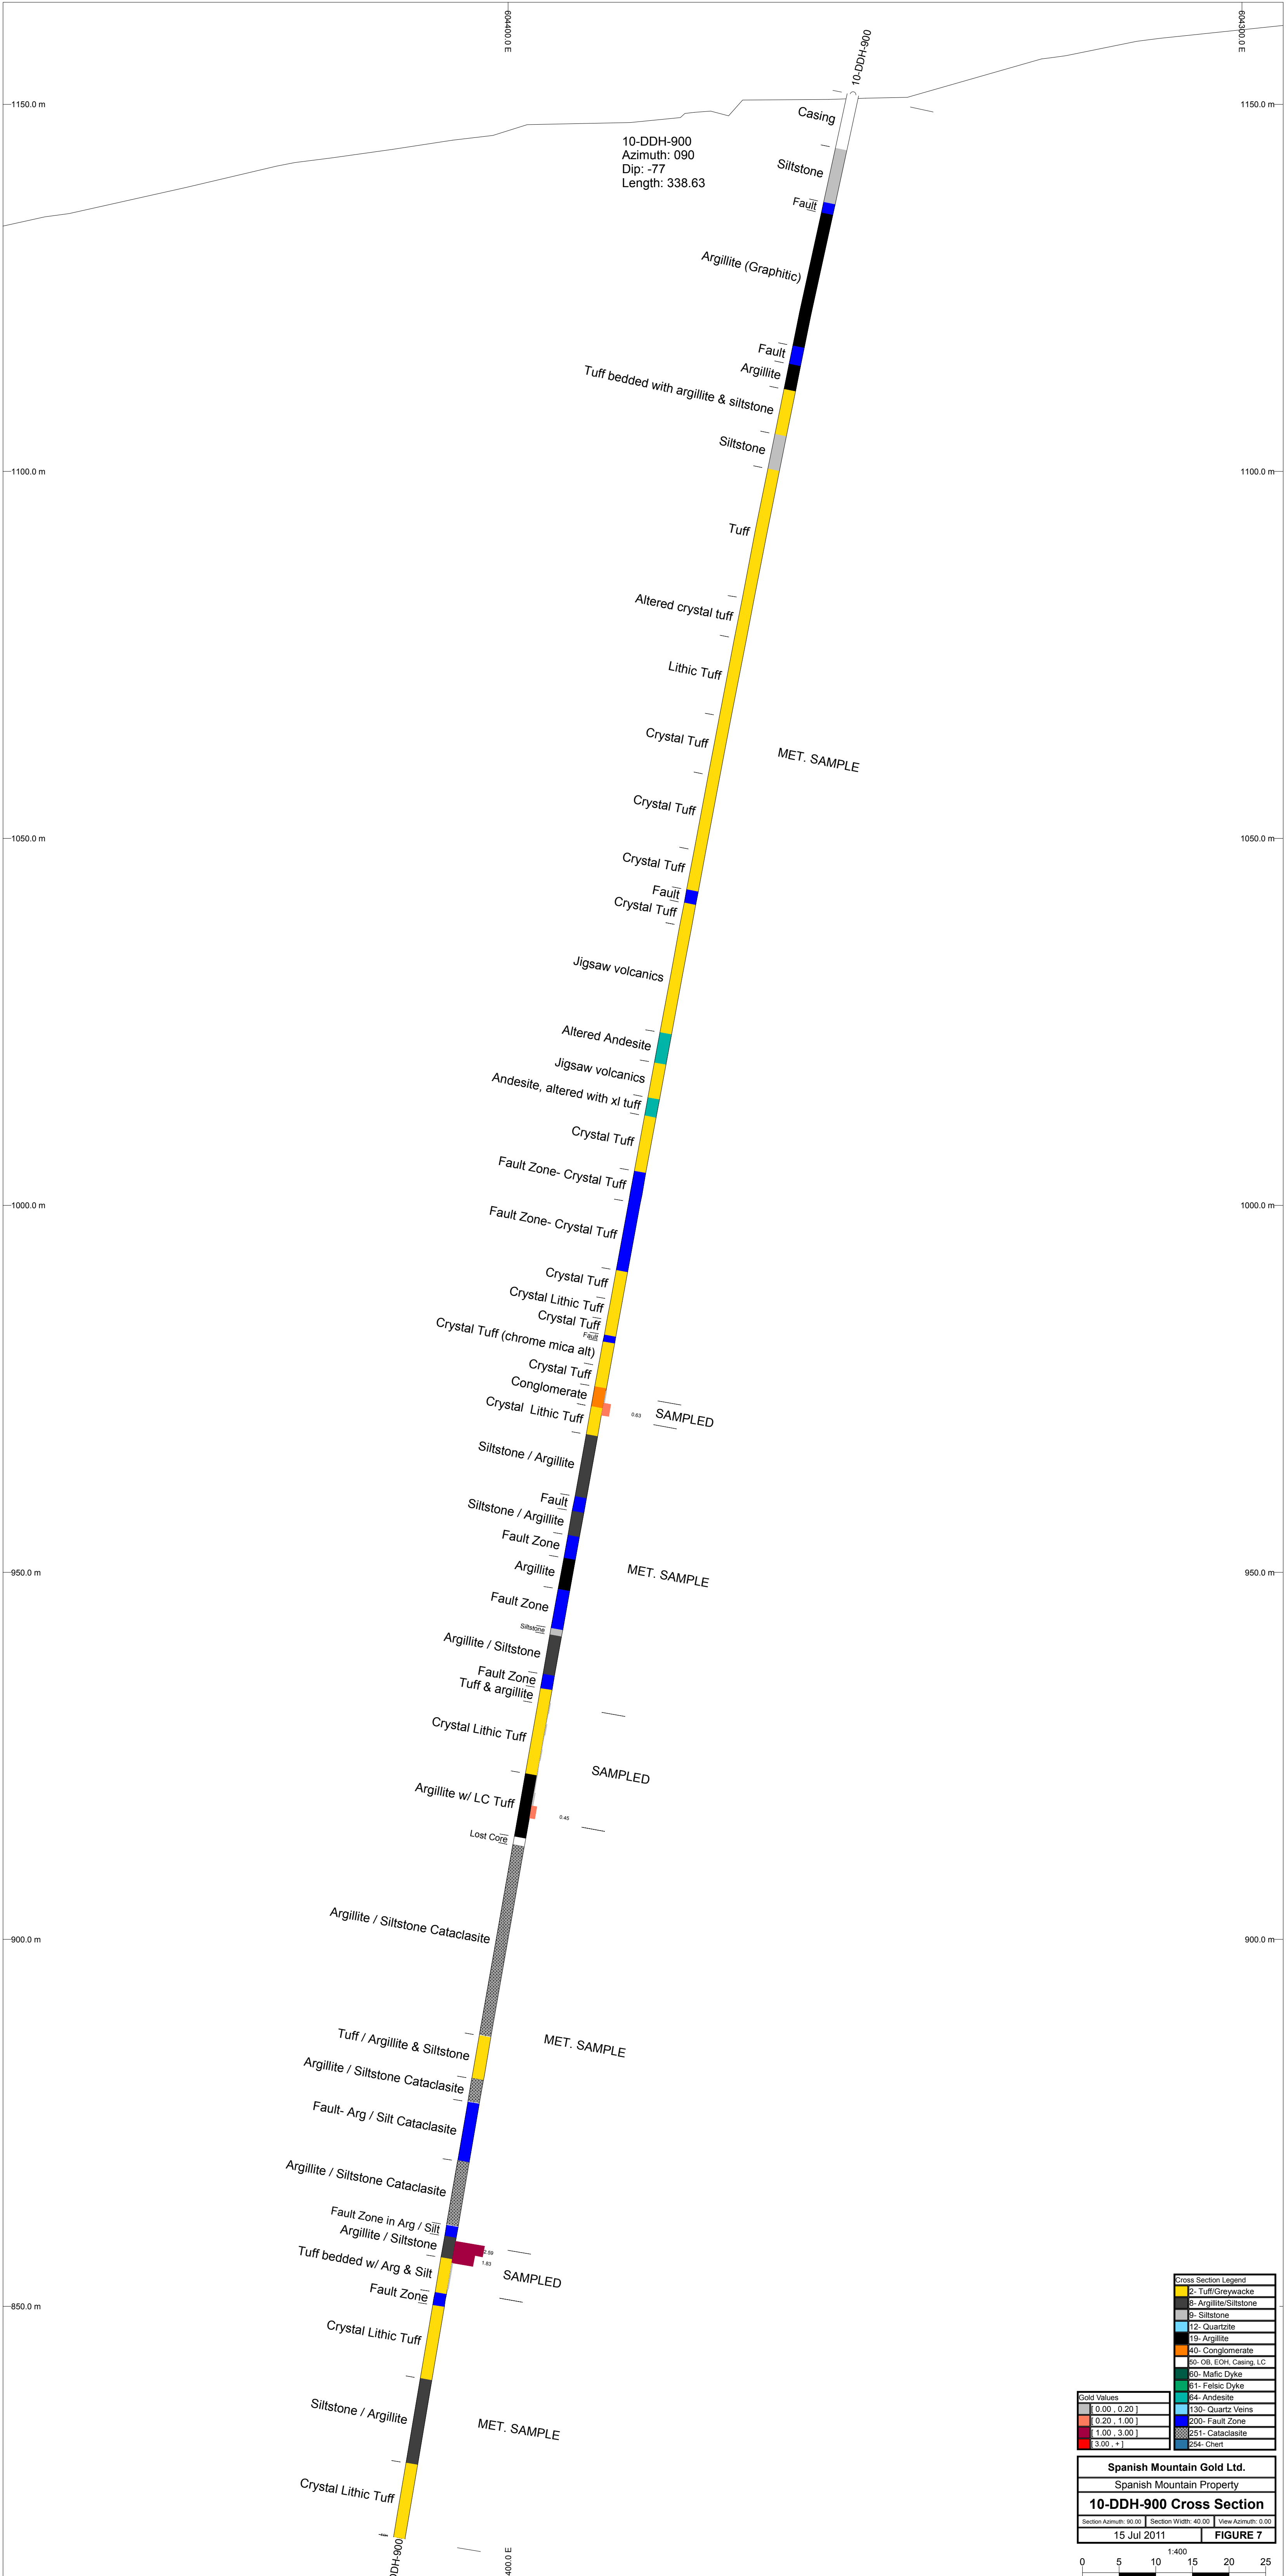 604400.0 E
604300.0 E
10-DDH-900
1150.0 m
1150.0 m
Casing
10-DDH-900
Azimuth: 090
Dip: -77
Length: 338.63
Siltstone
Fault
Argillite (Graphitic)
Fault
Argillite
Tuff bedded with argillite & siltstone
Siltstone
1100.0 m
1100.0 m
Tuff
Altered crystal tuff
Lithic Tuff
Crystal Tuff
MET. SAMPLE
Crystal Tuff
1050.0 m
1050.0 m
Crystal Tuff
Fault
Crystal Tuff
Jigsaw volcanics
Altered Andesite
Jigsaw volcanics
Andesite, altered with xl tuff
Crystal Tuff
Fault Zone- Crystal Tuff
1000.0 m
1000.0 m
Fault Zone- Crystal Tuff
Crystal Tuff
Crystal Lithic Tuff
Crystal Tuff
Fault
Crystal Tuff (chrome mica alt)
Crystal Tuff
Conglomerate
Crystal Lithic Tuff
0.63
SAMPLED
Siltstone / Argillite
Fault
Siltstone / Argillite
Fault Zone
950.0 m
950.0 m
Argillite
MET. SAMPLE
Fault Zone
Siltstone
Argillite / Siltstone
Fault Zone
Tuff & argillite
Crystal Lithic Tuff
SAMPLED
Argillite w/ LC Tuff
0.45
Lost Core
Argillite / Siltstone Cataclasite
900.0 m
900.0 m
Tuff / Argillite & Siltstone
MET. SAMPLE
Argillite / Siltstone Cataclasite
Fault- Arg / Silt Cataclasite
Argillite / Siltstone Cataclasite
Fault Zone in Arg / Silt
Argillite / Siltstone
2.59
1.83
Tuff bedded w/ Arg & Silt
SAMPLED
Fault Zone
850.0 m
Crystal Lithic Tuff
Siltstone / Argillite
MET. SAMPLE
Crystal Lithic Tuff
DDH-900
400.0 E
Cross Section Legend
2- Tuff/Greywacke
8- Argillite/Siltstone
9- Siltstone
12- Quartzite
19- Argillite
40- Conglomerate
50- OB, EOH, Casing, LC
60- Mafic Dyke
61- Felsic Dyke
64- Andesite
130- Quartz Veins
200- Fault Zone
251- Cataclasite
254- Chert
Gold Values
[ 0.00 , 0.20 ]
[ 0.20 , 1.00 ]
[ 1.00 , 3.00 ]
[ 3.00 , + ]
Spanish Mountain Gold Ltd.
Spanish Mountain Property
10-DDH-900 Cross Section
Section Azimuth: 90.00 Section Width: 40.00 View Azimuth: 0.00
15 Jul 2011 FIGURE 7
1:400
0 5 10 15 20 25